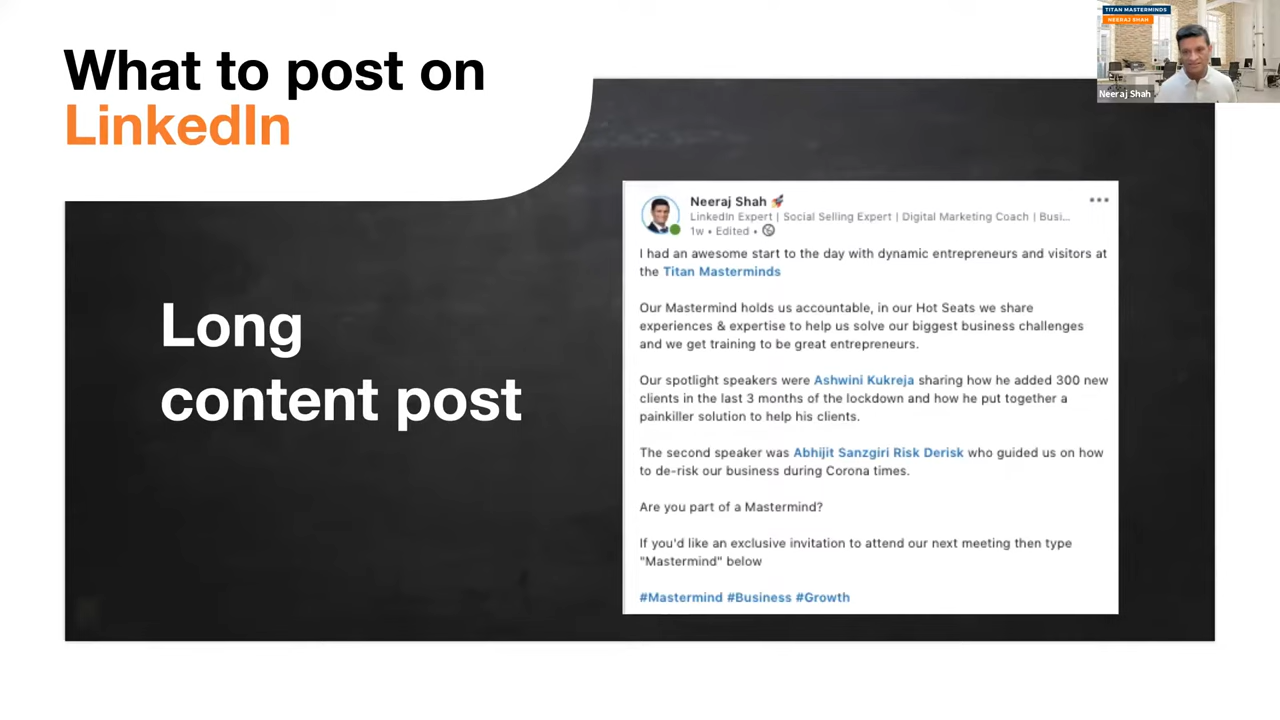 What to post on
LinkedIn
TITAN MASTERMINDS
NEERAJ SHAH
Neeraj Shah
Long
content post
Neeraj Shah 🚀
LinkedIn Expert | Social Selling Expert | Digital Marketing Coach | Busi...
1w • Edited •
I had an awesome start to the day with dynamic entrepreneurs and visitors at
the Titan Masterminds
Our Mastermind holds us accountable, in our Hot Seats we share
experiences & expertise to help us solve our biggest business challenges
and we get training to be great entrepreneurs.
Our spotlight speakers were Ashwini Kukreja sharing how he added 300 new
clients in the last 3 months of the lockdown and how he put together a
painkiller solution to help his clients.
The second speaker was Abhijit Sanzgiri Risk Derisk who guided us on how
to de-risk our business during Corona times.
Are you part of a Mastermind?
If you'd like an exclusive invitation to attend our next meeting then type
"Mastermind" below
#Mastermind #Business #Growth